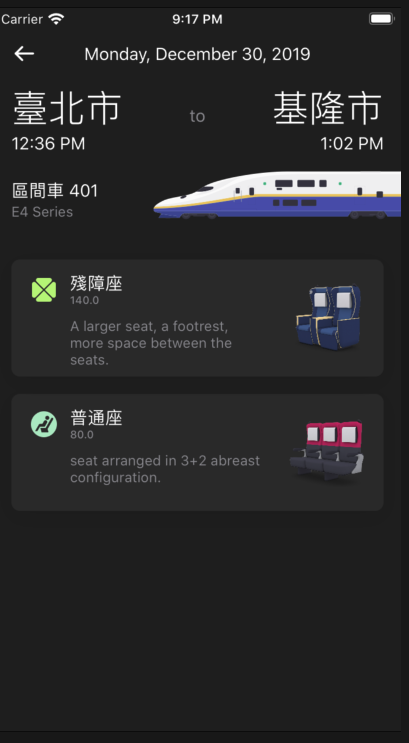 Carrier 9:17 PM
Monday, December 30, 2019
臺北市 to 基隆市
12:36 PM 1:02 PM
區間車 401
E4 Series
殘障座
140.0
A larger seat, a footrest,
more space between the
seats.
普通座
80.0
seat arranged in 3+2 abreast
configuration.